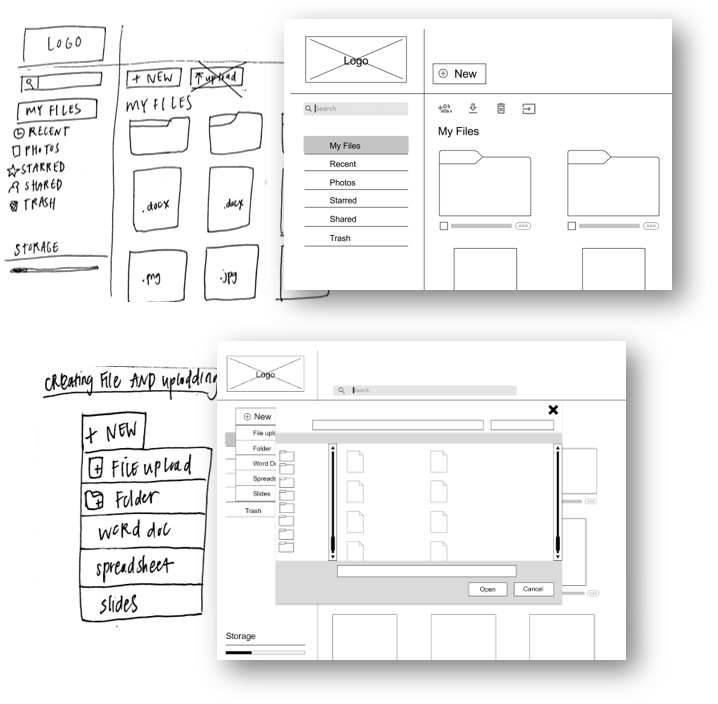 LOGO
+ NEW
↑ upload
MY FILES
MY FILES
RECENT
PHOTOS
STARRED
SHARED
TRASH
STORAGE
.docx
.docx
.png
.jpg
Logo
Search
My Files
Recent
Photos
Starred
Shared
Trash
+ New
My Files
CREATING FILE AND uploading
+ NEW
FILE upload
Folder
WORD doc
spreadsheet
slides
Logo
Search
+ New
File uplo
Folder
Word Do
Spreads
Slides
Trash
Open
Cancel
Storage